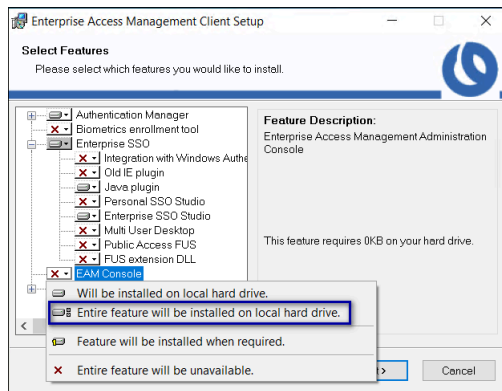 Enterprise Access Management Client Setup
Select Features
Please select which features you would like to install.
Authentication Manager
Biometrics enrollment tool
Enterprise SSO
Integration with Windows Authe
Old IE plugin
Java plugin
Personal SSO Studio
Enterprise SSO Studio
Multi User Desktop
Public Access FUS
FUS extension DLL
EAM Console
Feature Description:
Enterprise Access Management Administration
Console
This feature requires 0KB on your hard drive.
Will be installed on local hard drive.
Entire feature will be installed on local hard drive.
Feature will be installed when required.
Entire feature will be unavailable.
Cancel